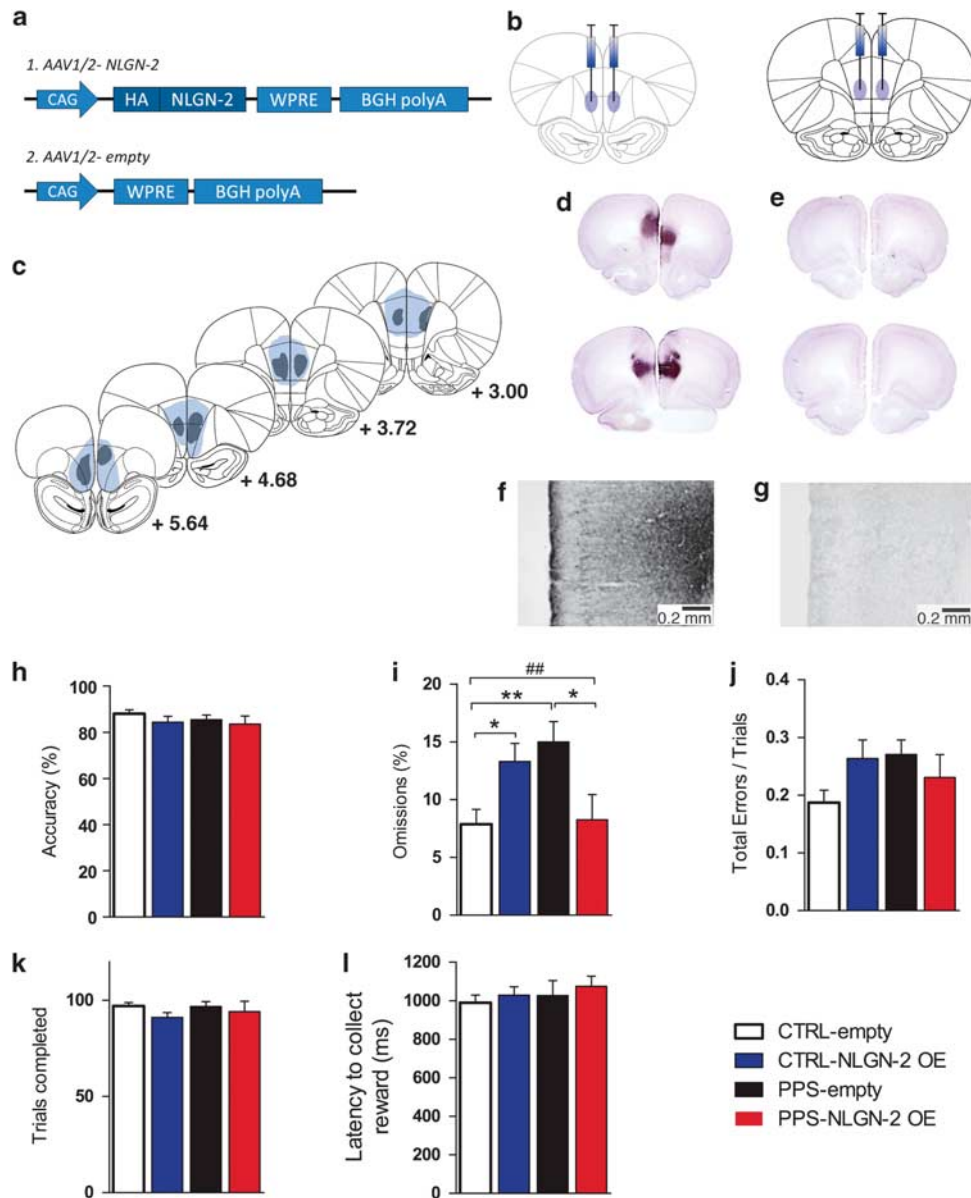 a
1. AAV1/2- NLGN-2
CAG HA NLGN-2 WPRE BGH polyA
2. AAV1/2- empty
CAG WPRE BGH polyA
b
c
+ 5.64
+ 4.68
+ 3.72
+ 3.00
d
e
f
0.2 mm
g
0.2 mm
h
Accuracy (%)
100
80
60
40
20
0
i
Omissions (%)
20
15
10
5
0
##
**
*
*
j
Total Errors / Trials
0.4
0.3
0.2
0.1
0.0
k
Trials completed
100
50
0
l
Latency to collect
reward (ms)
1200
1000
800
600
400
200
0
CTRL-empty
CTRL-NLGN-2 OE
PPS-empty
PPS-NLGN-2 OE